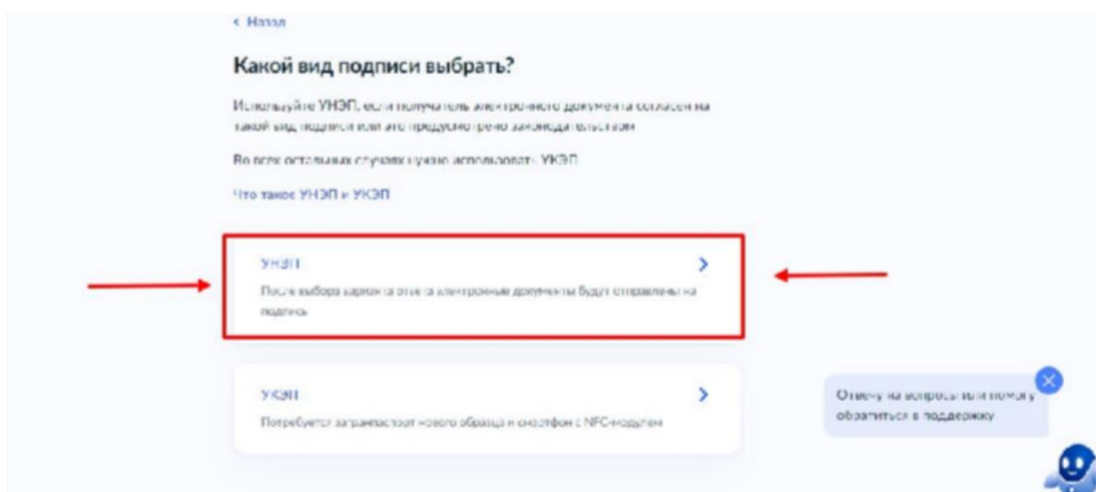 Назад
Какой вид подписи выбрать?
Используйте УНЭП, если получатель электронного документа согласен на
такой вид подписи или это предусмотрено законодательством
Во всех остальных случаях нужно использовать УКЭП
Что такое УНЭП и УКЭП
УНЭП
После выбора варианта ответа электронные документы будут отправлены на
подпись
УКЭП
Потребуется загранпаспорт нового образца и смартфон с NFC-модулем
Отвечу на вопросы или помогу
обратиться в поддержку